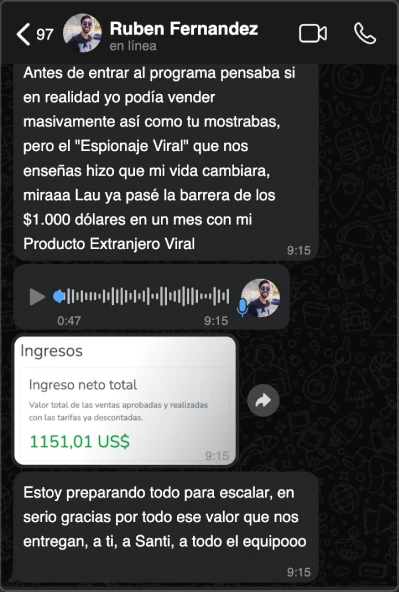 97
Ruben Fernandez
en línea
Antes de entrar al programa pensaba si
en realidad yo podía vender
masivamente así como tu mostrabas,
pero el "Espionaje Viral" que nos
enseñas hizo que mi vida cambiara,
miraaa Lau ya pasé la barrera de los
$1.000 dólares en un mes con mi
Producto Extranjero Viral
9:15
0:47
9:15
Ingresos
Ingreso neto total
Valor total de las ventas aprobadas y realizadas
con las tarifas ya descontadas.
1151,01 US$
9:15
Estoy preparando todo para escalar, en
serio gracias por todo ese valor que nos
entregan, a ti, a Santi, a todo el equipooo
9:15